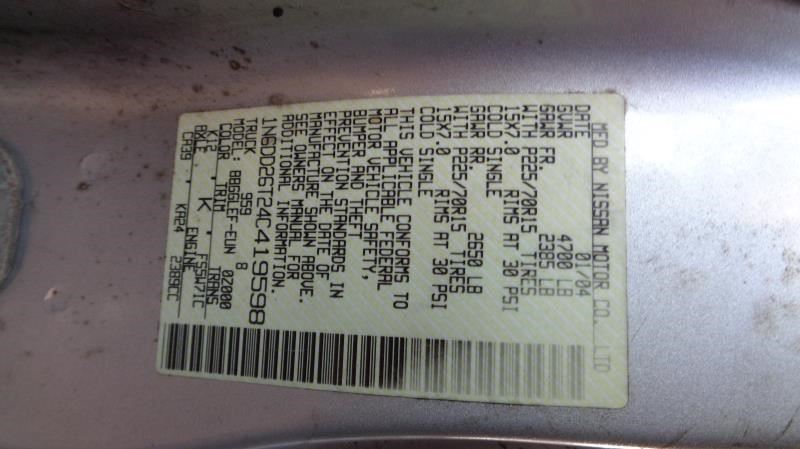 MFD BY NISSAN MOTOR CO., LTD
DATE 01/04
GVWR 4700 LB
GAWR FR. 2385 LB
WITH P225/70R15 TIRES
15X7.0 RIMS AT 30 PSI
COLD SINGLE
GAWR RR. 2650 LB
WITH P225/70R15 TIRES
15X7.0 RIMS AT 30 PSI
COLD SINGLE
THIS VEHICLE CONFORMS TO
ALL APPLICABLE FEDERAL
MOTOR VEHICLE SAFETY,
BUMPER AND THEFT
PREVENTION STANDARDS IN
EFFECT ON THE DATE OF
MANUFACTURE SHOWN ABOVE.
SEE OWNERS MANUAL FOR
ADDITIONAL INFORMATION.
1N6DD26T24C419598
TRUCK 959 8
MODEL: BB66LEF-EUN 02000
COLOR TRIM TRANS
K12 K FS5W71C
AXLE ENGINE
CA39 KA24 2389CC